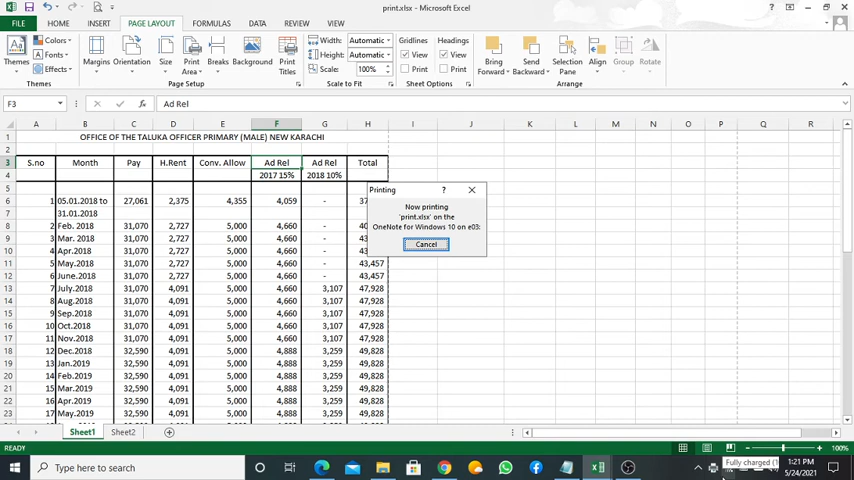 print.xlsx - Microsoft Excel
FILE HOME INSERT PAGE LAYOUT FORMULAS DATA REVIEW VIEW
Colors Width: Automatic Gridlines Headings
Fonts Height: Automatic View View
Themes Effects Margins Orientation Size Print Area Breaks Background Print Titles Scale: 100% Print Print Bring Forward Send Backward Selection Pane Align Group Rotate
Themes Page Setup Scale to Fit Sheet Options Arrange
F3 fx Ad Rel
A B C D E F G H I J K L M N O P Q R
1 OFFICE OF THE TALUKA OFFICER PRIMARY (MALE) NEW KARACHI
2
3 S.no Month Pay H.Rent Conv. Allow Ad Rel Ad Rel Total
4 2017 15% 2018 10%
5
6 1 05.01.2018 to 27,061 2,375 4,355 4,059 - 37
7 31.01.2018
8 2 Feb. 2018 31,070 2,727 5,000 4,660 - 4
9 3 Mar. 2018 31,070 2,727 5,000 4,660 - 43
10 4 Apr.2018 31,070 2,727 5,000 4,660 - 43
11 5 May.2018 31,070 2,727 5,000 4,660 - 43,457
12 6 June.2018 31,070 2,727 5,000 4,660 - 43,457
13 7 July.2018 31,070 4,091 5,000 4,660 3,107 47,928
14 8 Aug.2018 31,070 4,091 5,000 4,660 3,107 47,928
15 9 Sep.2018 31,070 4,091 5,000 4,660 3,107 47,928
16 10 Oct.2018 31,070 4,091 5,000 4,660 3,107 47,928
17 11 Nov.2018 31,070 4,091 5,000 4,660 3,107 47,928
18 12 Dec.2018 32,590 4,091 5,000 4,888 3,259 49,828
19 13 Jan.2019 32,590 4,091 5,000 4,888 3,259 49,828
20 14 Feb.2019 32,590 4,091 5,000 4,888 3,259 49,828
21 15 Mar.2019 32,590 4,091 5,000 4,888 3,259 49,828
22 16 Apr.2019 32,590 4,091 5,000 4,888 3,259 49,828
23 17 May.2019 32,590 4,091 5,000 4,888 3,259 49,828
Printing ?
Now printing
'print.xlsx' on the
OneNote for Windows 10 on e03:
Cancel
Sheet1 Sheet2
READY 100%
Fully charged (1
Type here to search
1:21 PM
5/24/2021